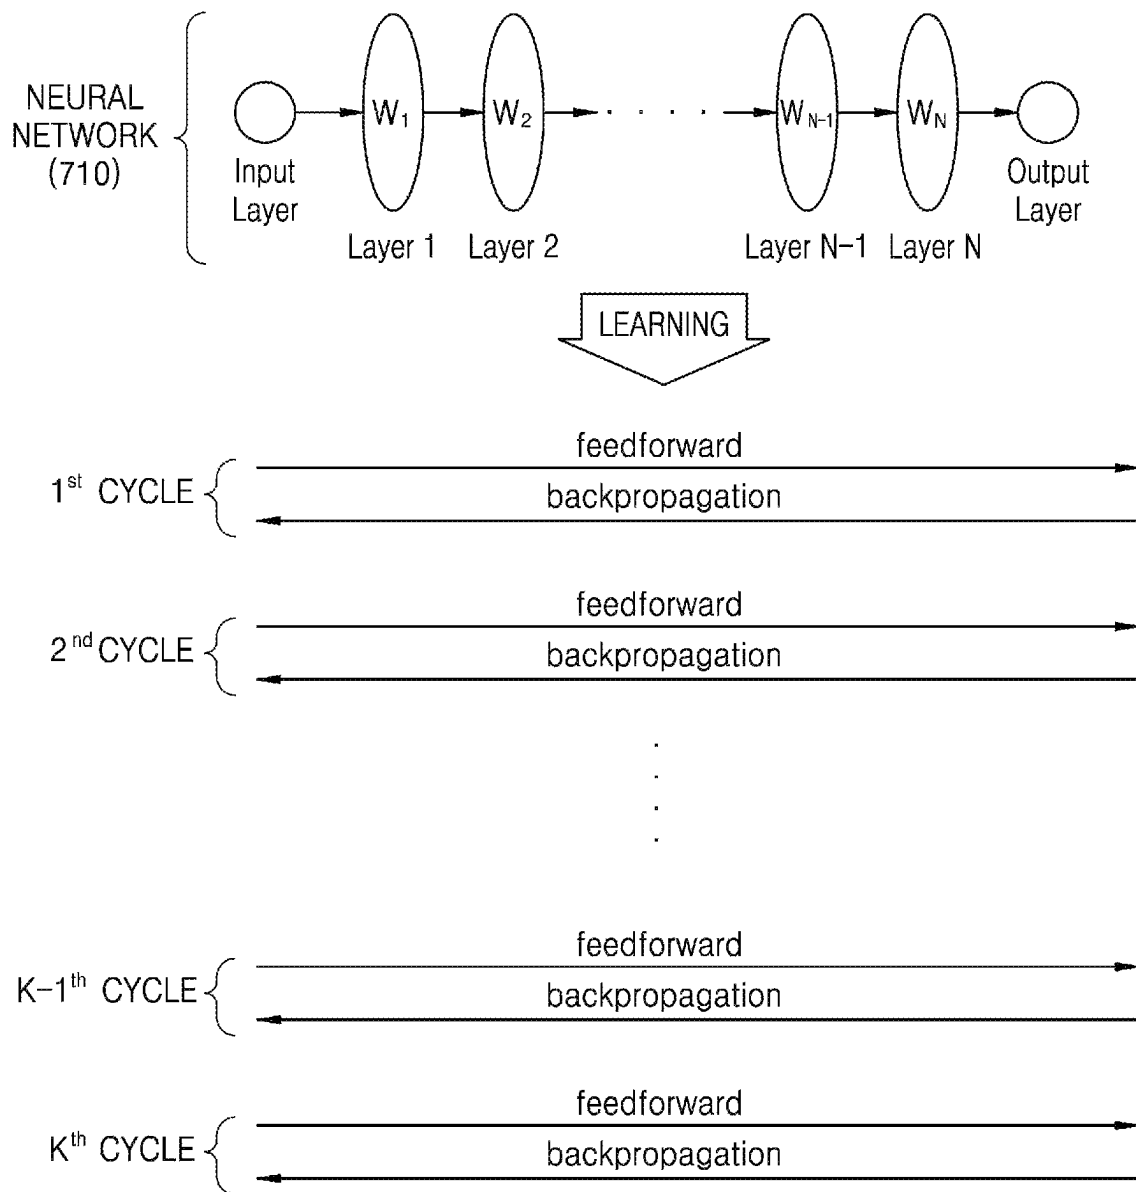 NEURAL
NETWORK
(710)
W1
W2
. . . .
WN-1
WN
Input
Layer
Output
Layer
Layer 1
Layer 2
Layer N-1
Layer N
LEARNING
feedforward
1st CYCLE
backpropagation
feedforward
2nd CYCLE
backpropagation
feedforward
K-1th CYCLE
backpropagation
feedforward
Kth CYCLE
backpropagation